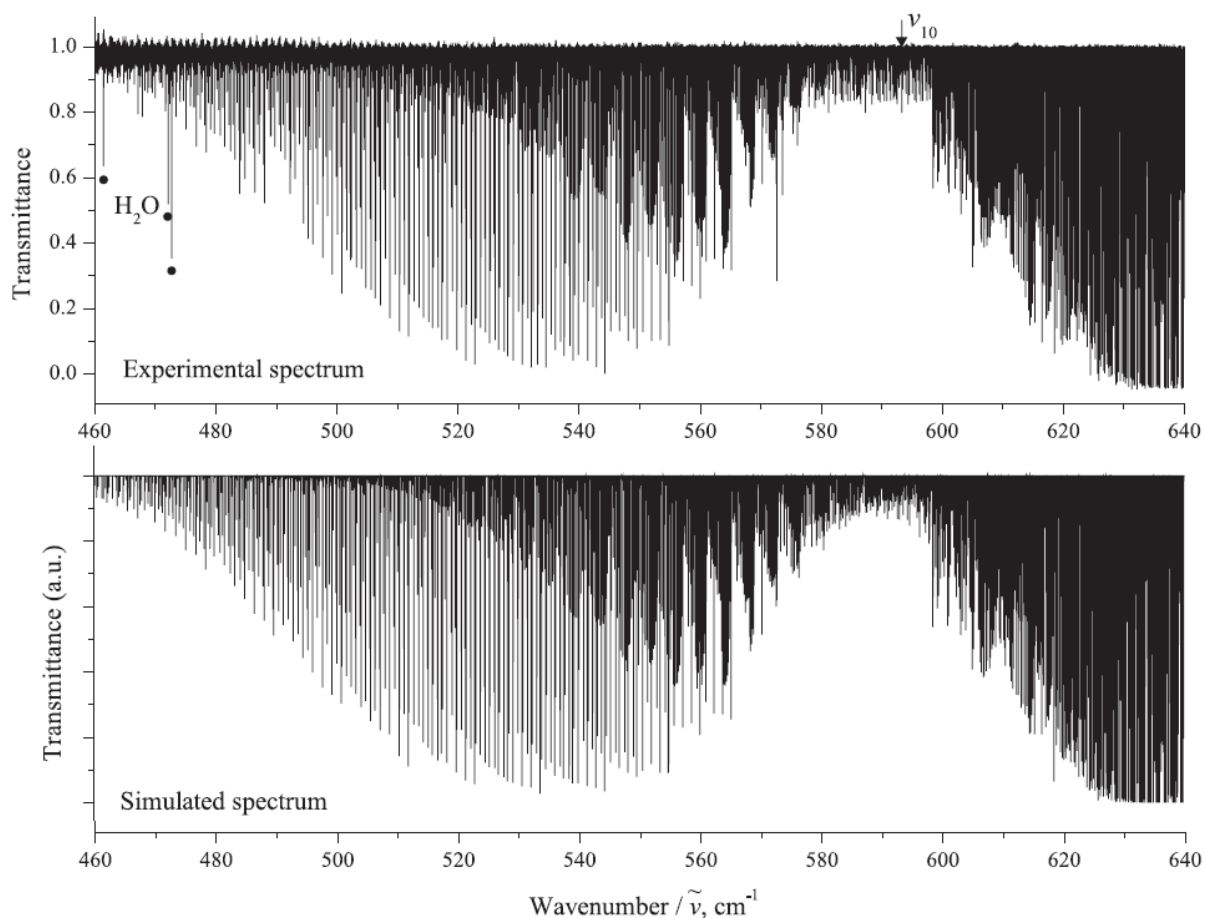 ν₁₀
1.0
0.8
0.6
0.4
0.2
0.0
Transmittance
H₂O
Experimental spectrum
460 480 500 520 540 560 580 600 620 640
Transmittance (a.u.)
Simulated spectrum
460 480 500 520 540 560 580 600 620 640
Wavenumber / ν̃, cm⁻¹